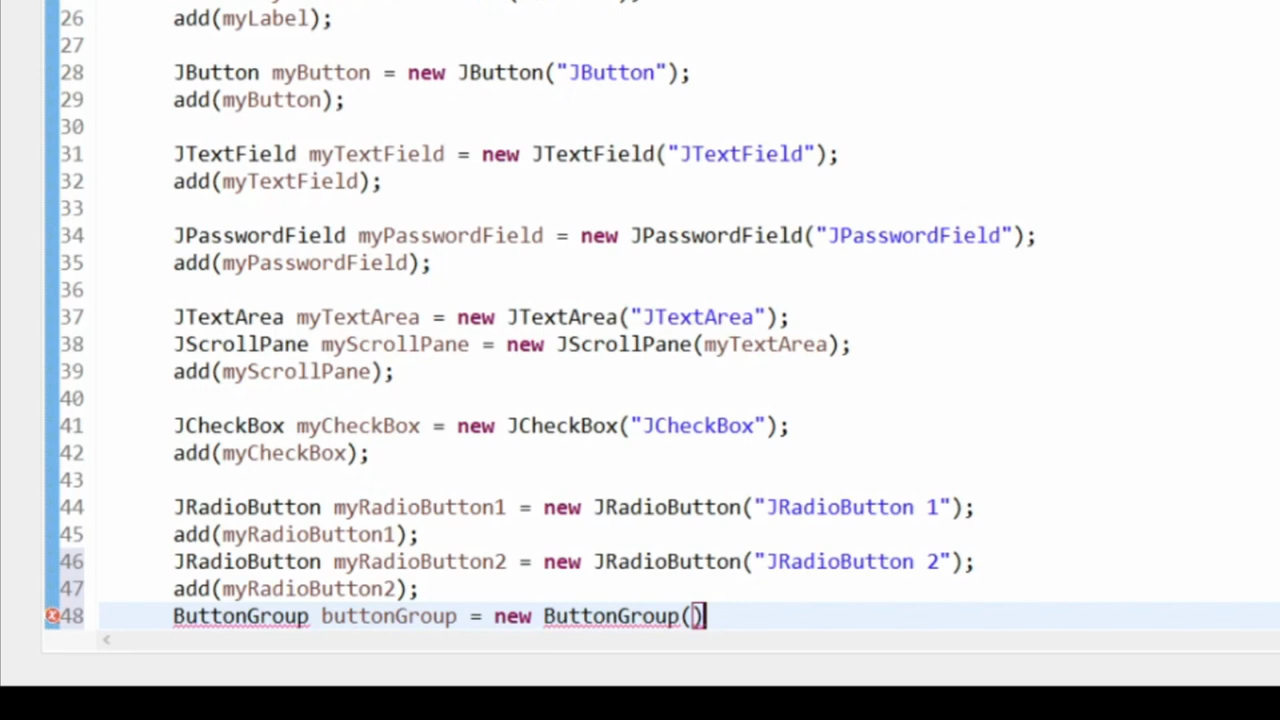 26 add(myLabel);
27
28 JButton myButton = new JButton("JButton");
29 add(myButton);
30
31 JTextField myTextField = new JTextField("JTextField");
32 add(myTextField);
33
34 JPasswordField myPasswordField = new JPasswordField("JPasswordField");
35 add(myPasswordField);
36
37 JTextArea myTextArea = new JTextArea("JTextArea");
38 JScrollPane myScrollPane = new JScrollPane(myTextArea);
39 add(myScrollPane);
40
41 JCheckBox myCheckBox = new JCheckBox("JCheckBox");
42 add(myCheckBox);
43
44 JRadioButton myRadioButton1 = new JRadioButton("JRadioButton 1");
45 add(myRadioButton1);
46 JRadioButton myRadioButton2 = new JRadioButton("JRadioButton 2");
47 add(myRadioButton2);
48 ButtonGroup buttonGroup = new ButtonGroup()